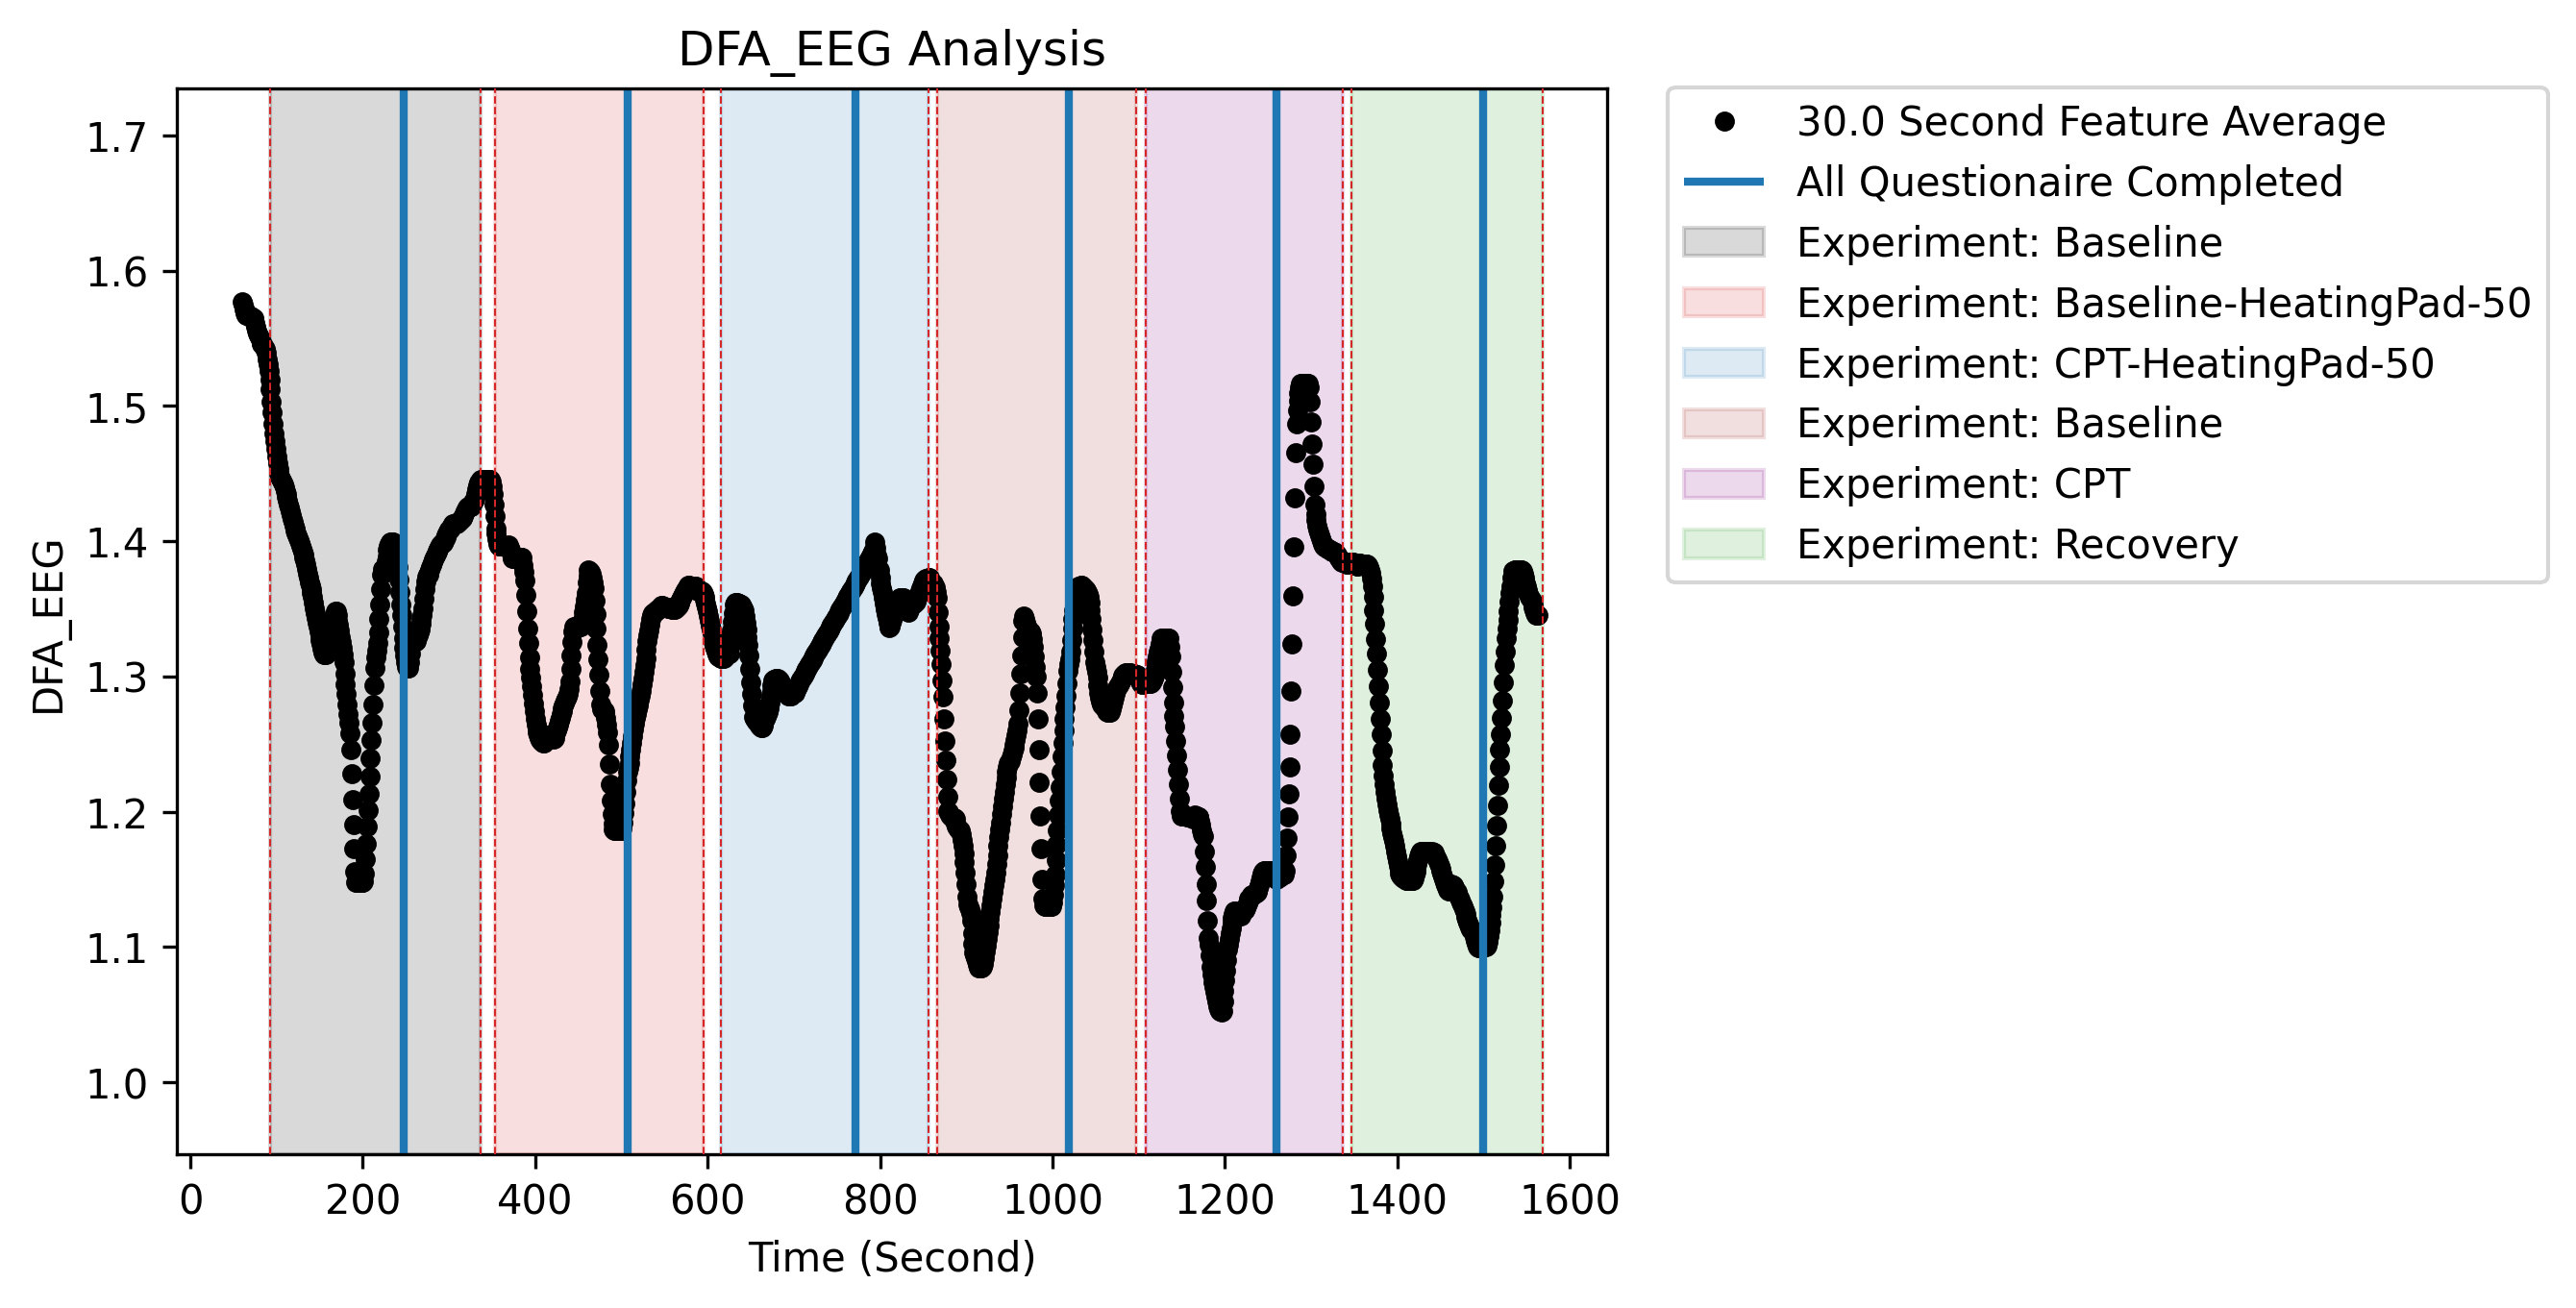 DFA_EEG Analysis
DFA_EEG
1.7
1.6
1.5
1.4
1.3
1.2
1.1
1.0
0 200 400 600 800 1000 1200 1400 1600
Time (Second)
30.0 Second Feature Average
All Questionaire Completed
Experiment: Baseline
Experiment: Baseline-HeatingPad-50
Experiment: CPT-HeatingPad-50
Experiment: Baseline
Experiment: CPT
Experiment: Recovery